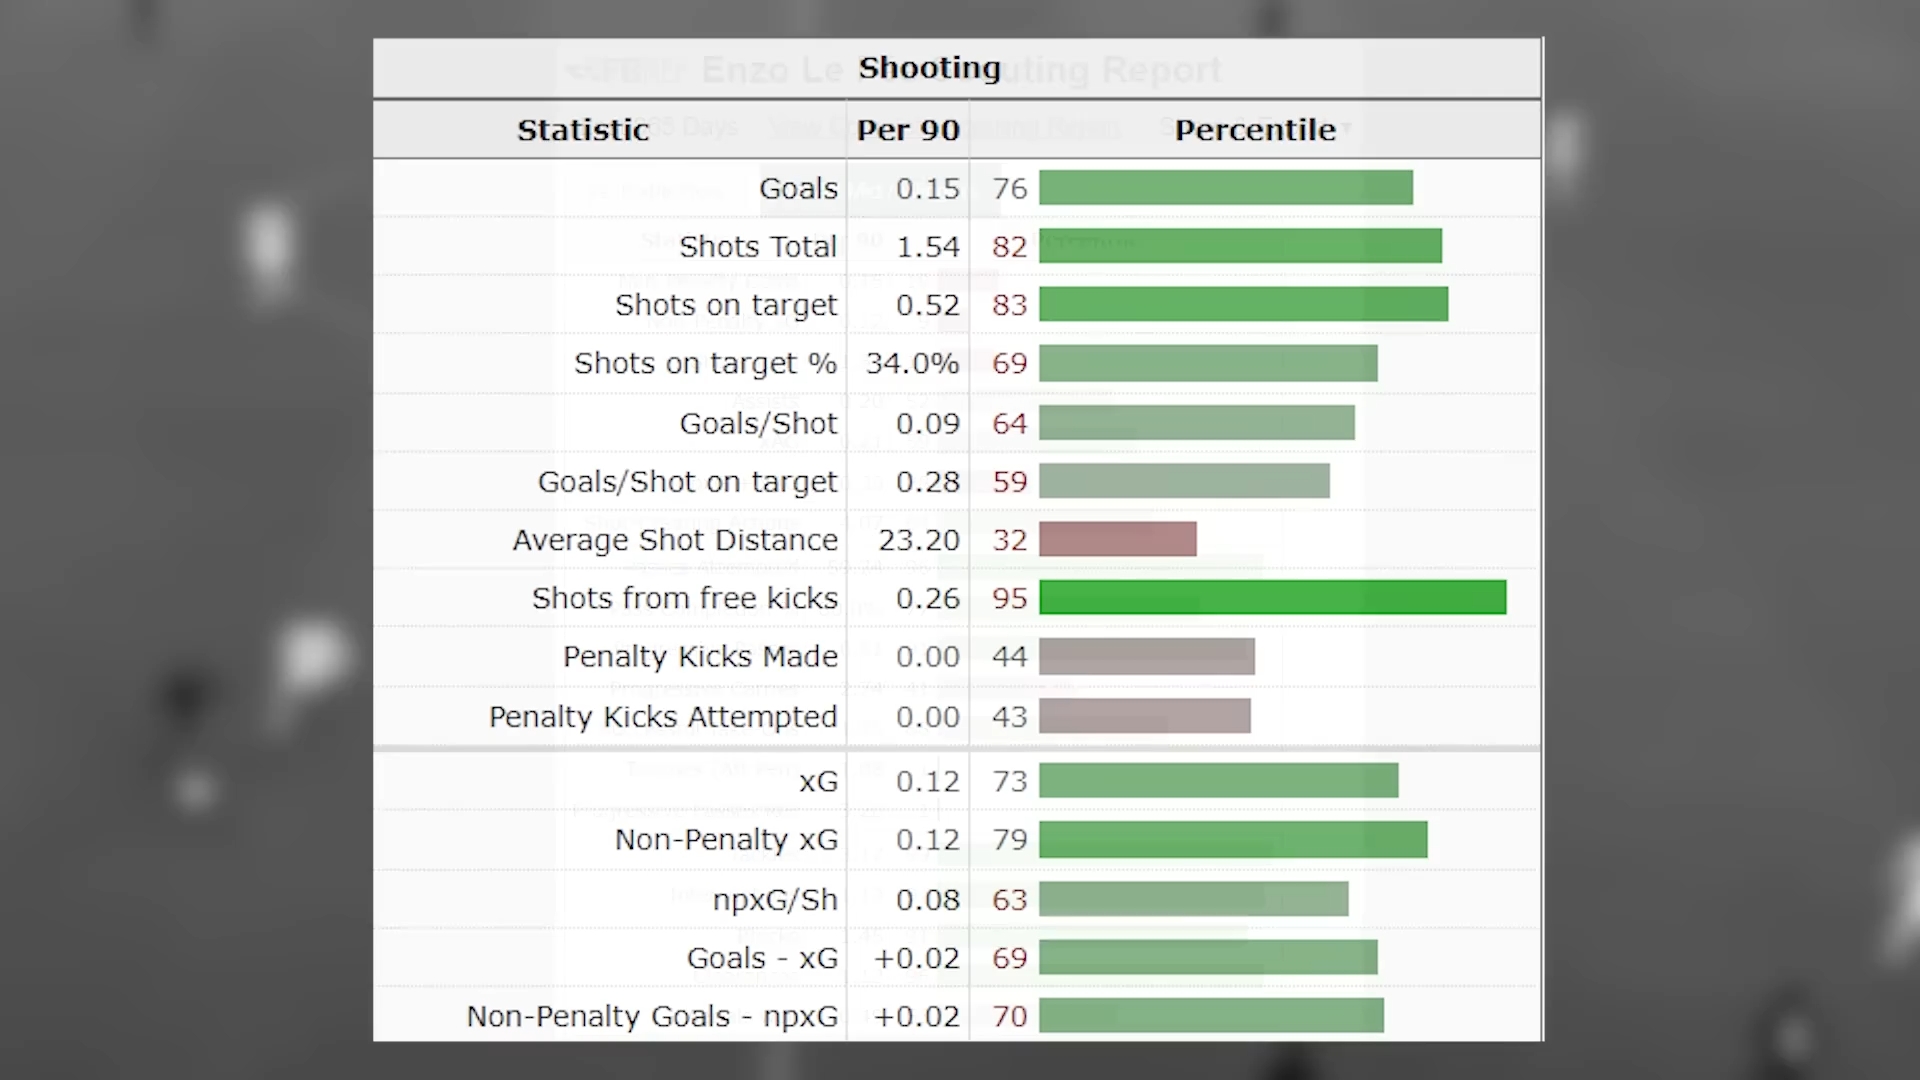 Shooting
Enzo Le Scouting Report
Statistic Per 90 Percentile
Goals 0.15 76
Shots Total 1.54 82
Shots on target 0.52 83
Shots on target % 34.0% 69
Goals/Shot 0.09 64
Goals/Shot on target 0.28 59
Average Shot Distance 23.20 32
Shots from free kicks 0.26 95
Penalty Kicks Made 0.00 44
Penalty Kicks Attempted 0.00 43
xG 0.12 73
Non-Penalty xG 0.12 79
npxG/Sh 0.08 63
Goals - xG +0.02 69
Non-Penalty Goals - npxG +0.02 70